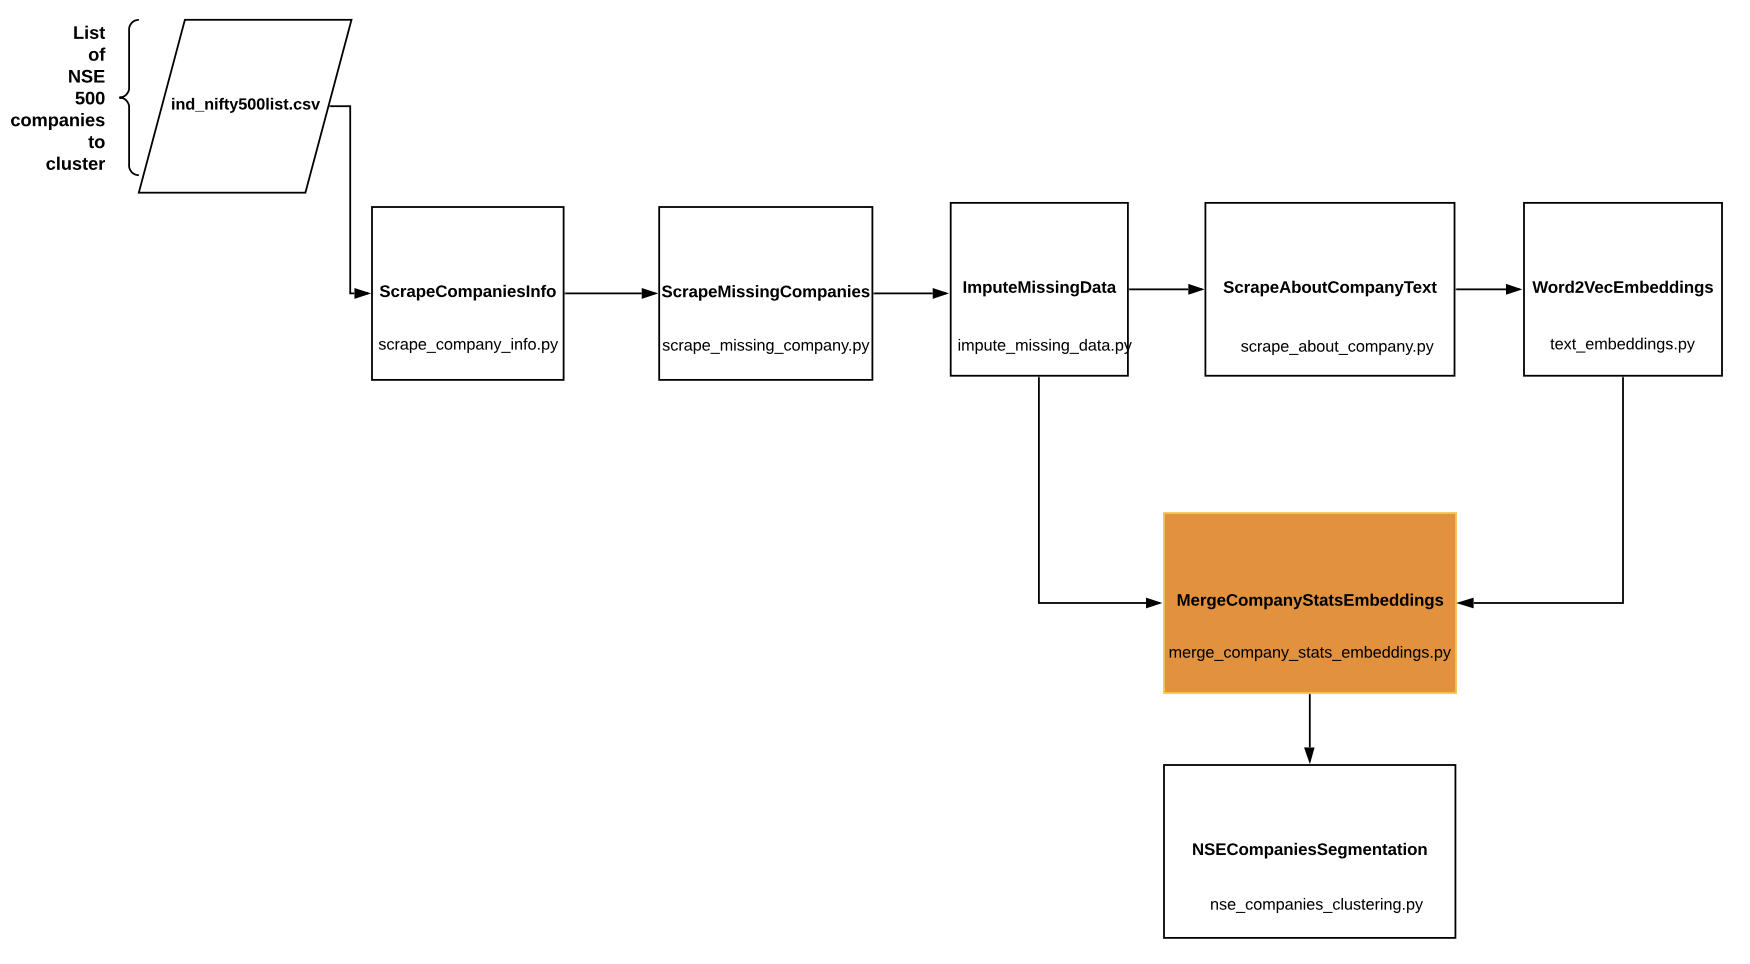 List
of
NSE
500
companies
to
cluster
ind_nifty500list.csv
ScrapeCompaniesInfo
scrape_company_info.py
ScrapeMissingCompanies
scrape_missing_company.py
ImputeMissingData
impute_missing_data.py
ScrapeAboutCompanyText
scrape_about_company.py
Word2VecEmbeddings
text_embeddings.py
MergeCompanyStatsEmbeddings
merge_company_stats_embeddings.py
NSECompaniesSegmentation
nse_companies_clustering.py